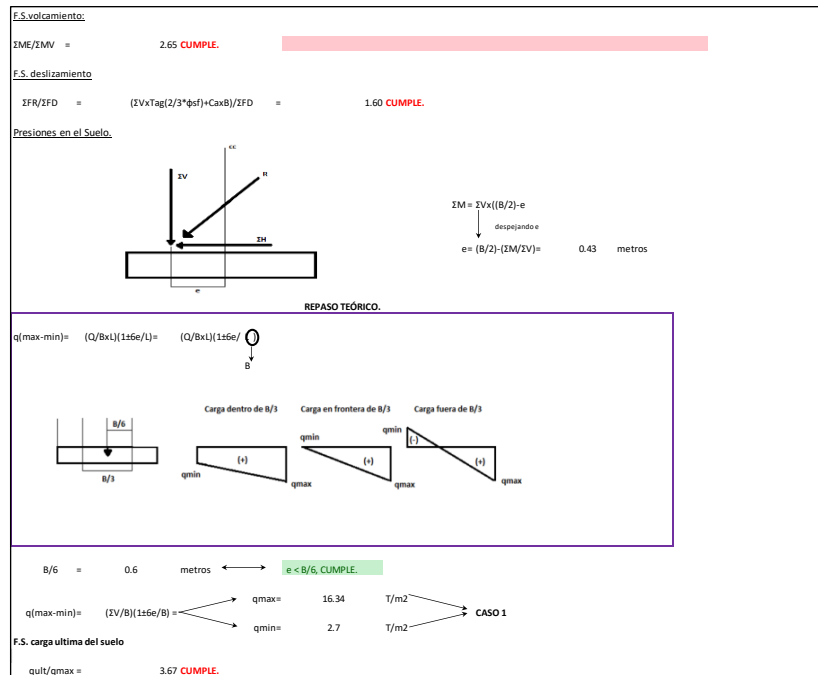 F.S.volcamiento:
ΣME/ΣMV = 2.65 CUMPLE.
F.S. deslizamiento
ΣFR/ΣFD = (ΣVxTag(2/3*ɸsf)+CaxB)/ΣFD = 1.60 CUMPLE.
Presiones en el Suelo.
cc
ΣV
R
ΣH
e
ΣM = ΣVx((B/2)-e
despejando e
e= (B/2)-(ΣM/ΣV)= 0.43 metros
REPASO TEÓRICO.
q(max-min)= (Q/BxL)(1±6e/L)= (Q/BxL)(1±6e/ )
B
Carga dentro de B/3 Carga en frontera de B/3 Carga fuera de B/3
B/6
B/3
(+)
qmin
qmax
qmin
(+)
qmax
qmin
(-)
(+)
qmax
B/6 = 0.6 metros e < B/6, CUMPLE.
qmax= 16.34 T/m2
q(max-min)= (ΣV/B)(1±6e/B) = CASO 1
qmin= 2.7 T/m2
F.S. carga ultima del suelo
qult/qmax = 3.67 CUMPLE.